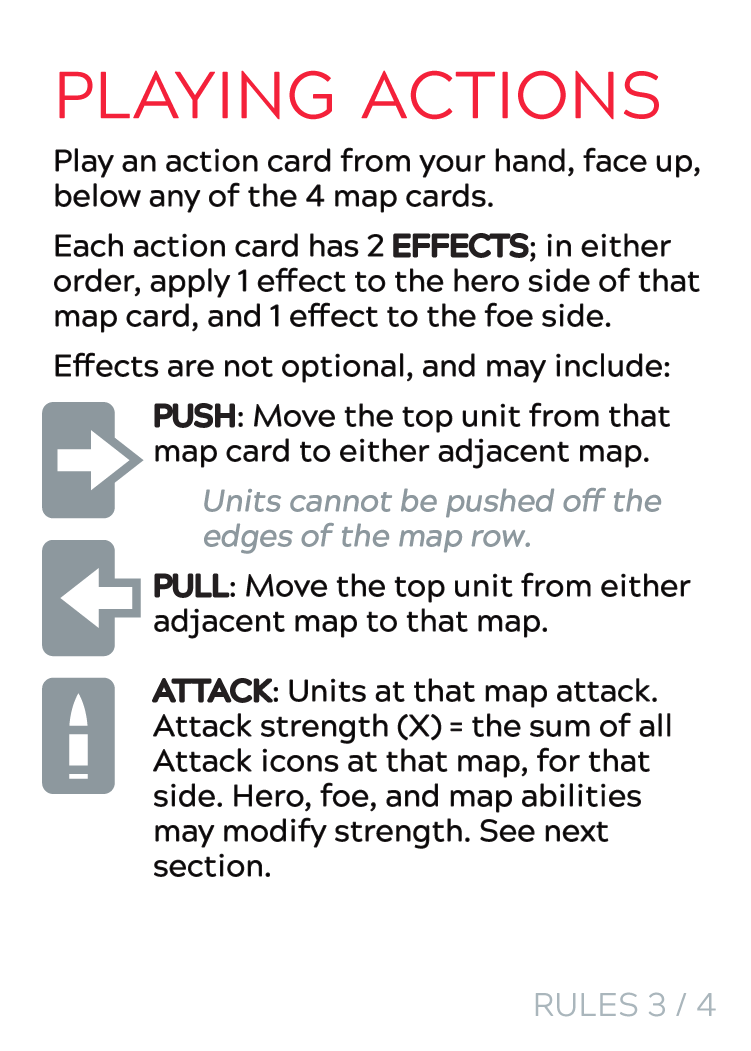 PLAYING ACTIONS
Play an action card from your hand, face up,
below any of the 4 map cards.
Each action card has 2 EFFECTS; in either
order, apply 1 effect to the hero side of that
map card, and 1 effect to the foe side.
Effects are not optional, and may include:
PUSH: Move the top unit from that
map card to either adjacent map.
Units cannot be pushed off the
edges of the map row.
PULL: Move the top unit from either
adjacent map to that map.
ATTACK: Units at that map attack.
Attack strength (X) = the sum of all
Attack icons at that map, for that
side. Hero, foe, and map abilities
may modify strength. See next
section.
RULES 3 / 4